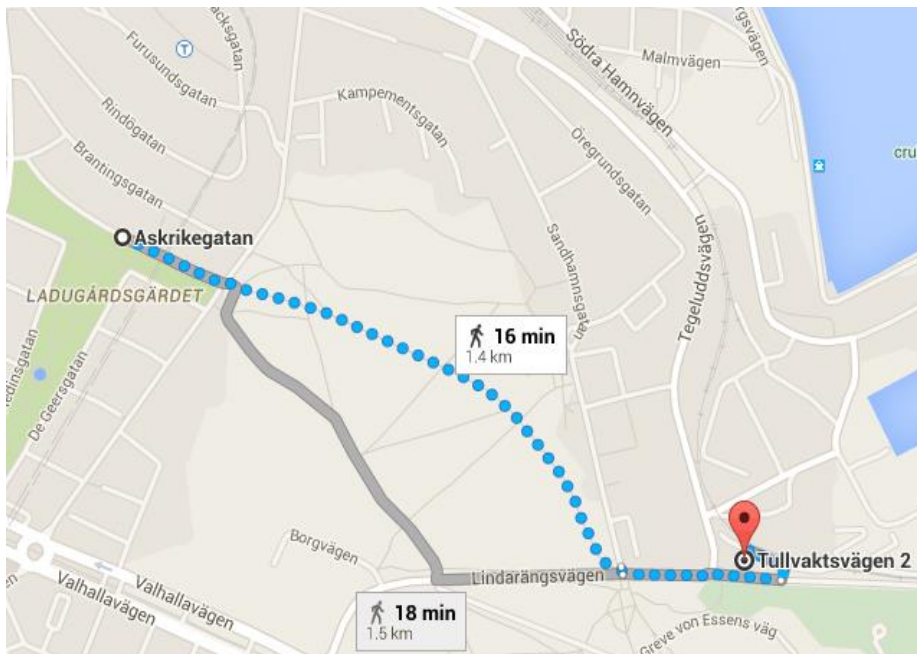 Furusundsgatan
Rindögatan
Brantingsgatan
Kampementsgatan
Södra Hamnvägen
Malmvägen
Öregrundsgatan
Askrikegatan
LADUGÅRDSGÄRDET
Sandhamnsgatan
Tegeluddsvägen
16 min
1.4 km
De Geersgatan
Borgvägen
Lindarängsvägen
Tullvaktsvägen 2
Valhallavägen
Valhallavägen
18 min
1.5 km
Greve von Essens väg
T